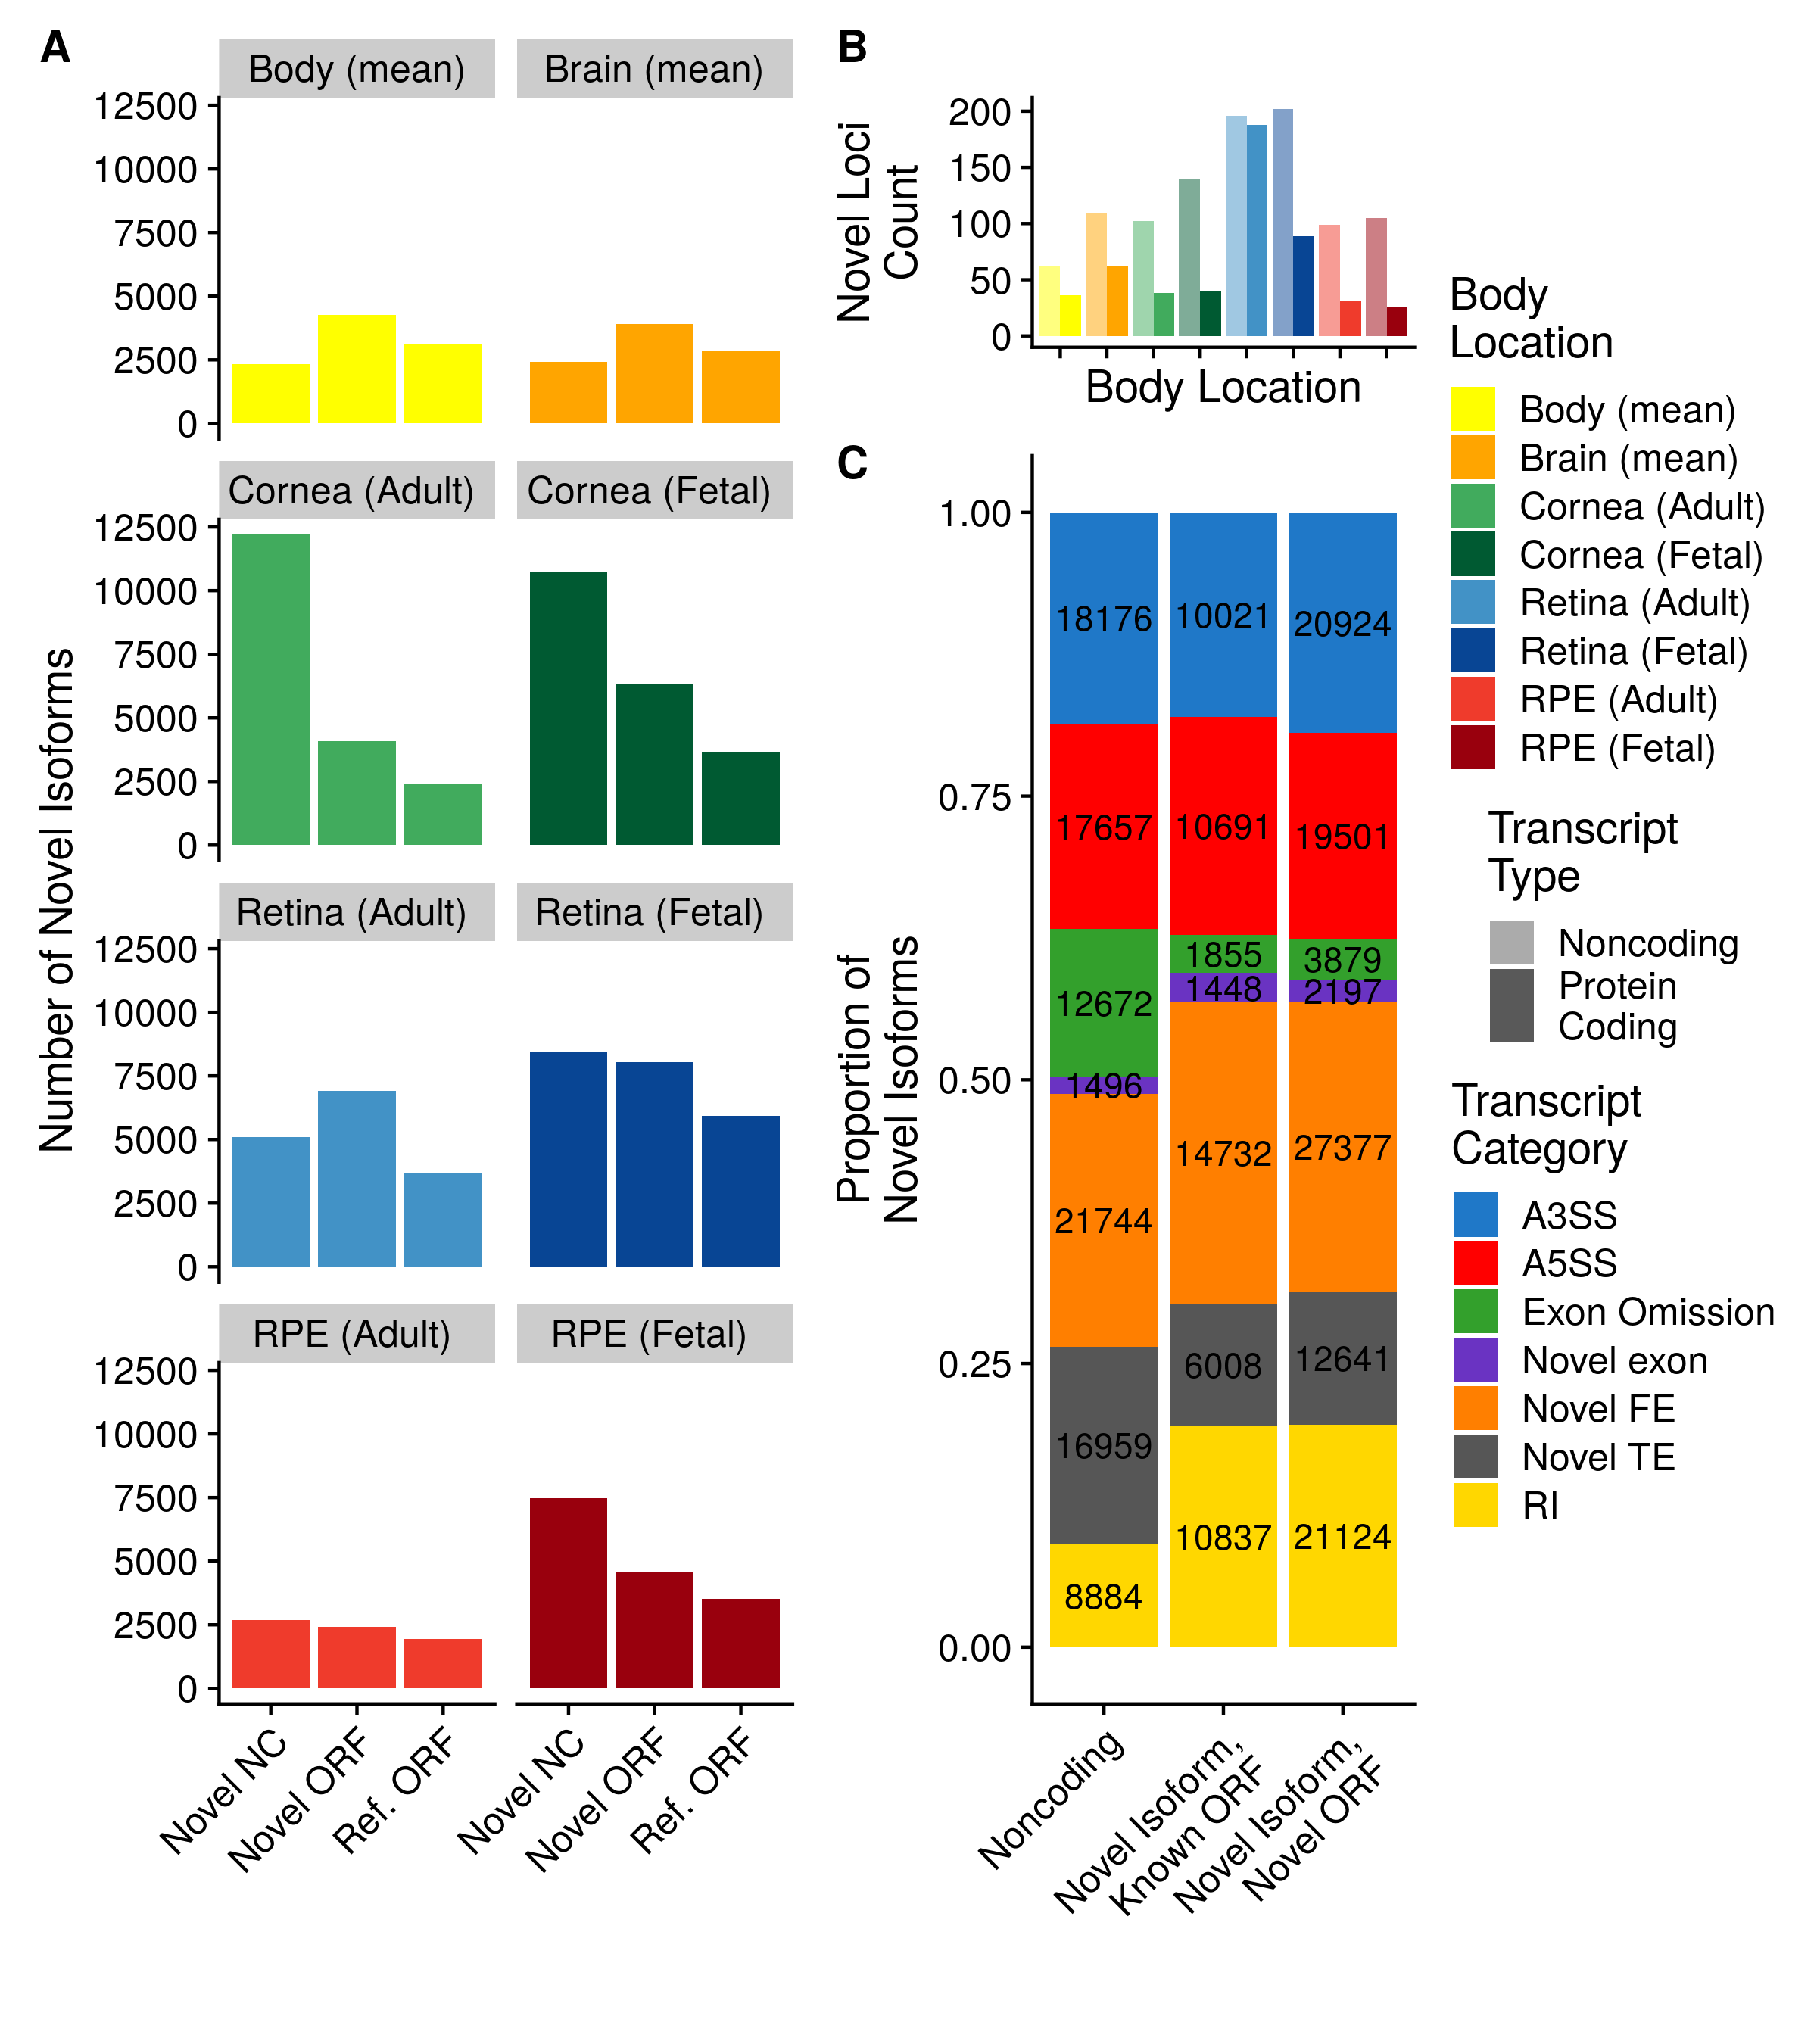 A
Body (mean)
Brain (mean)
12500
10000
7500
5000
2500
0
Cornea (Adult)
Cornea (Fetal)
12500
10000
7500
5000
2500
0
Retina (Adult)
Retina (Fetal)
12500
10000
7500
5000
2500
0
RPE (Adult)
RPE (Fetal)
12500
10000
7500
5000
2500
0
Number of Novel Isoforms
Novel NC
Novel ORF
Ref. ORF
Novel NC
Novel ORF
Ref. ORF
B
Novel Loci
Count
200
150
100
50
0
Body Location
C
Proportion of
Novel Isoforms
1.00
0.75
0.50
0.25
0.00
18176
17657
12672
1496
21744
16959
8884
10021
10691
1855
1448
14732
6008
10837
20924
19501
3879
2197
27377
12641
21124
Noncoding
Novel Isoform,
Known ORF
Novel Isoform,
Novel ORF
Body
Location
Body (mean)
Brain (mean)
Cornea (Adult)
Cornea (Fetal)
Retina (Adult)
Retina (Fetal)
RPE (Adult)
RPE (Fetal)
Transcript
Type
Noncoding
Protein
Coding
Transcript
Category
A3SS
A5SS
Exon Omission
Novel exon
Novel FE
Novel TE
RI